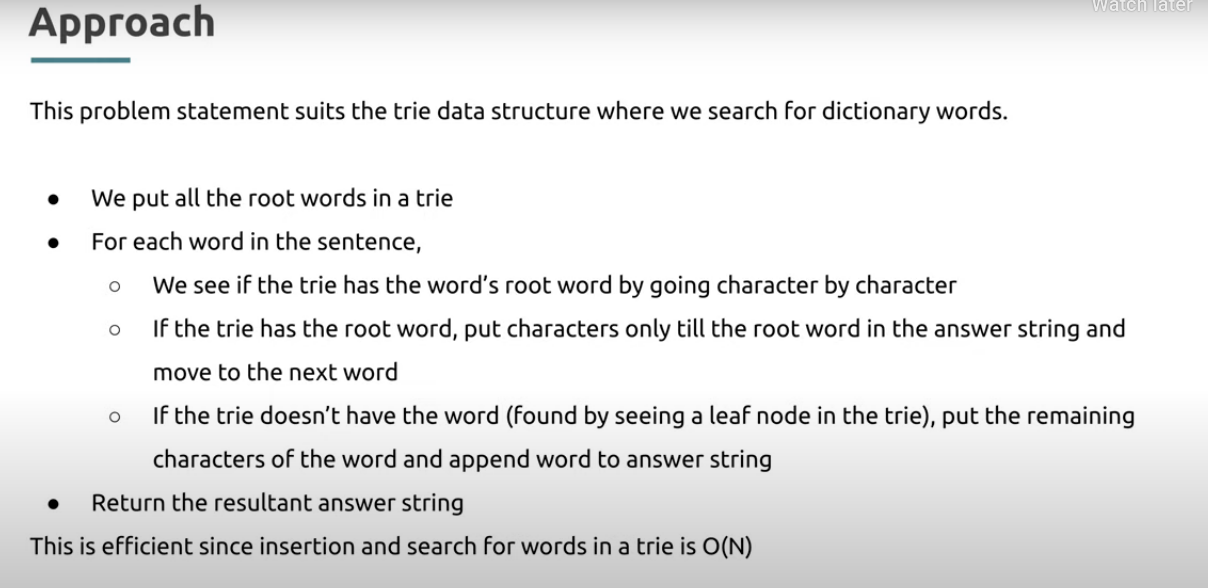 Watch later
Approach
This problem statement suits the trie data structure where we search for dictionary words.
● We put all the root words in a trie
● For each word in the sentence,
○ We see if the trie has the word's root word by going character by character
○ If the trie has the root word, put characters only till the root word in the answer string and
move to the next word
○ If the trie doesn't have the word (found by seeing a leaf node in the trie), put the remaining
characters of the word and append word to answer string
● Return the resultant answer string
This is efficient since insertion and search for words in a trie is O(N)